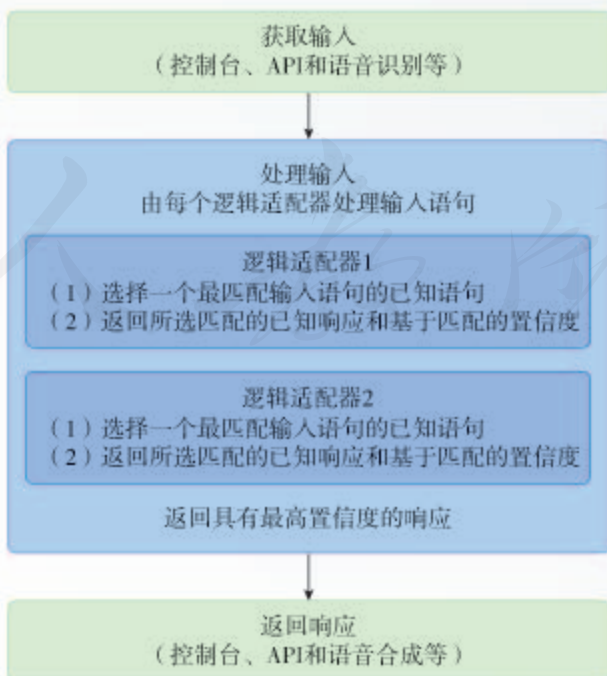 获取输入
（控制台、API和语音识别等）
处理输入
由每个逻辑适配器处理输入语句
逻辑适配器1
（1）选择一个最匹配输入语句的已知语句
（2）返回所选匹配的已知响应和基于匹配的置信度
逻辑适配器2
（1）选择一个最匹配输入语句的已知语句
（2）返回所选匹配的已知响应和基于匹配的置信度
返回具有最高置信度的响应
返回响应
（控制台、API和语音合成等）